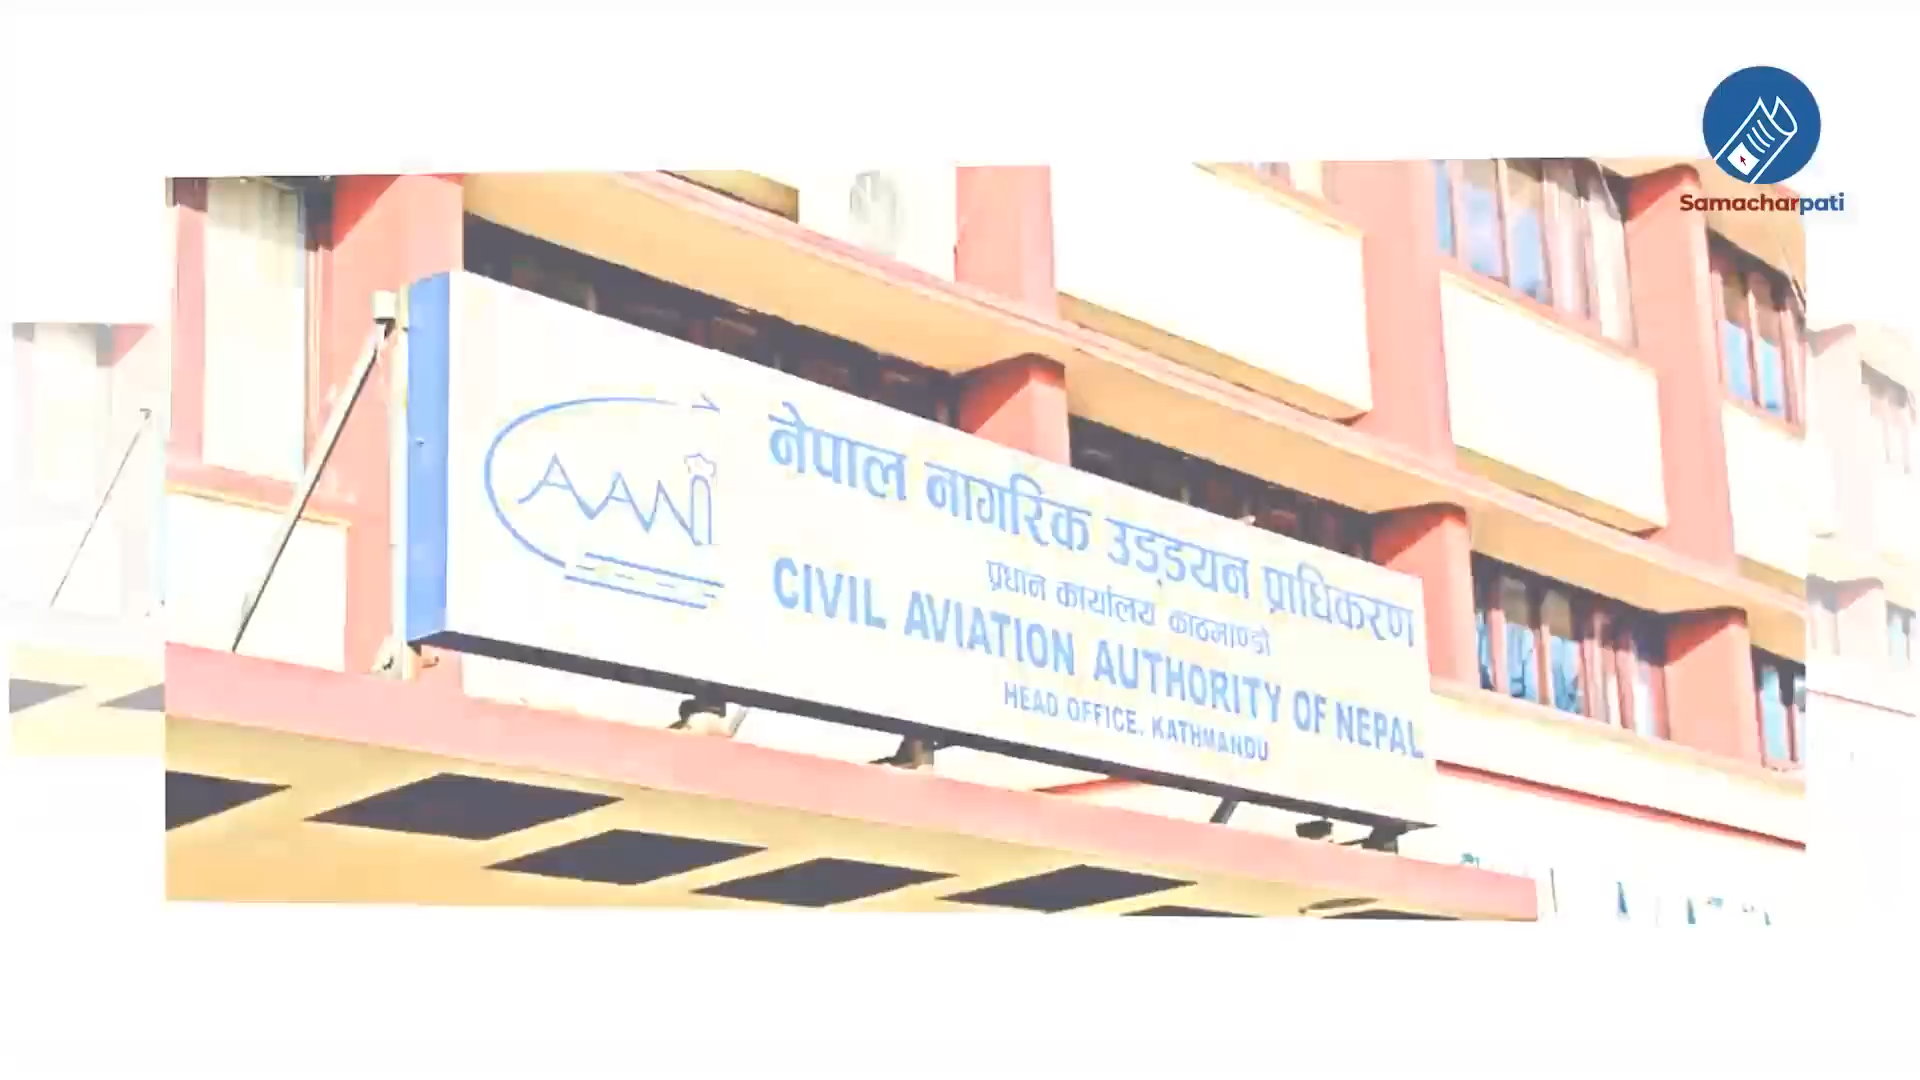 Samacharpati
CAAN
नेपाल नागरिक उड्डयन प्राधिकरण
प्रधान कार्यालय काठमाण्डौ
CIVIL AVIATION AUTHORITY OF NEPAL
HEAD OFFICE, KATHMANDU